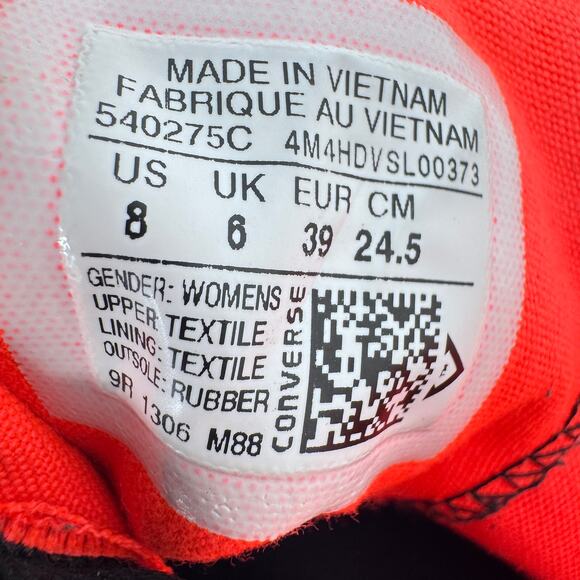 MADE IN VIETNAM
FABRIQUE AU VIETNAM
540275C 4M4HDVSL00373
US UK EUR CM
8 6 39 24.5
GENDER: WOMENS
UPPER: TEXTILE
LINING: TEXTILE
OUTSOLE: RUBBER
9R 1306 M88
CONVERSE